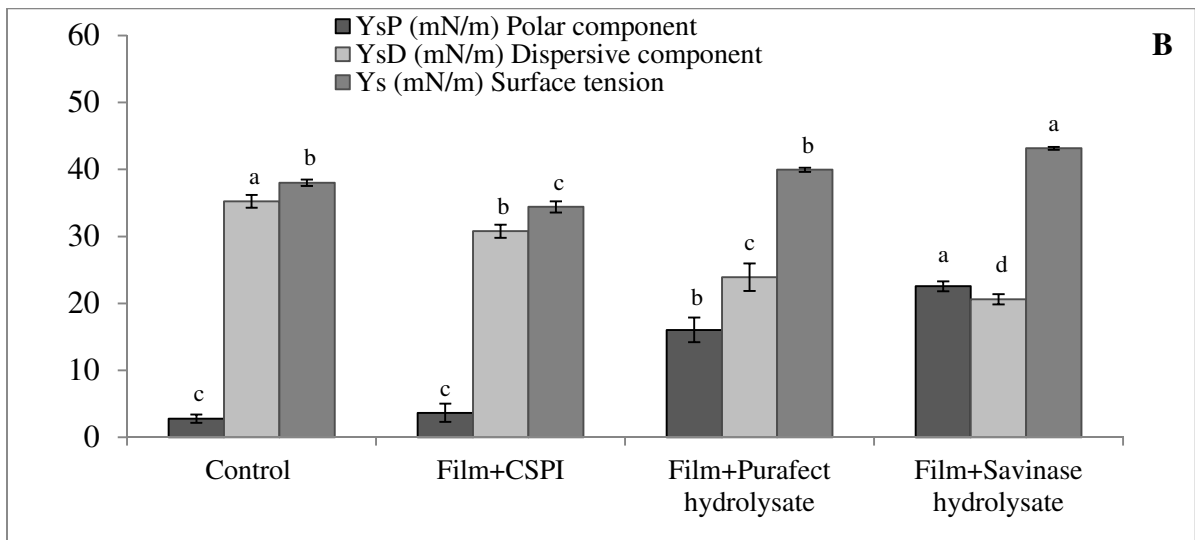 YsP (mN/m) Polar component
YsD (mN/m) Dispersive component
Ys (mN/m) Surface tension
B
60
50
40
30
20
10
0
c
a
b
c
b
c
b
c
b
a
d
a
Control
Film+CSPI
Film+Purafect
hydrolysate
Film+Savinase
hydrolysate